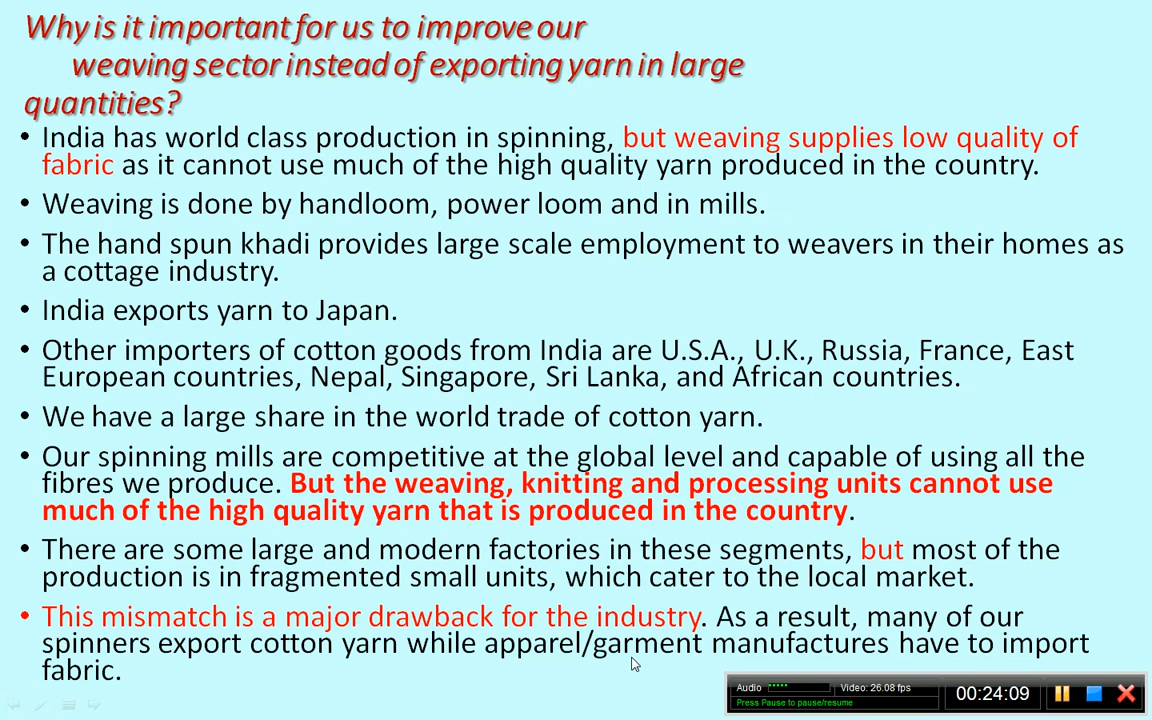 Why is it important for us to improve our
weaving sector instead of exporting yarn in large
quantities?
• India has world class production in spinning, but weaving supplies low quality of
fabric as it cannot use much of the high quality yarn produced in the country.
• Weaving is done by handloom, power loom and in mills.
• The hand spun khadi provides large scale employment to weavers in their homes as
a cottage industry.
• India exports yarn to Japan.
• Other importers of cotton goods from India are U.S.A., U.K., Russia, France, East
European countries, Nepal, Singapore, Sri Lanka, and African countries.
• We have a large share in the world trade of cotton yarn.
• Our spinning mills are competitive at the global level and capable of using all the
fibres we produce. But the weaving, knitting and processing units cannot use
much of the high quality yarn that is produced in the country.
• There are some large and modern factories in these segments, but most of the
production is in fragmented small units, which cater to the local market.
• This mismatch is a major drawback for the industry. As a result, many of our
spinners export cotton yarn while apparel/garment manufactures have to import
fabric.
Audio Video: 26.08 fps
Press Pause to pause/resume
00:24:09